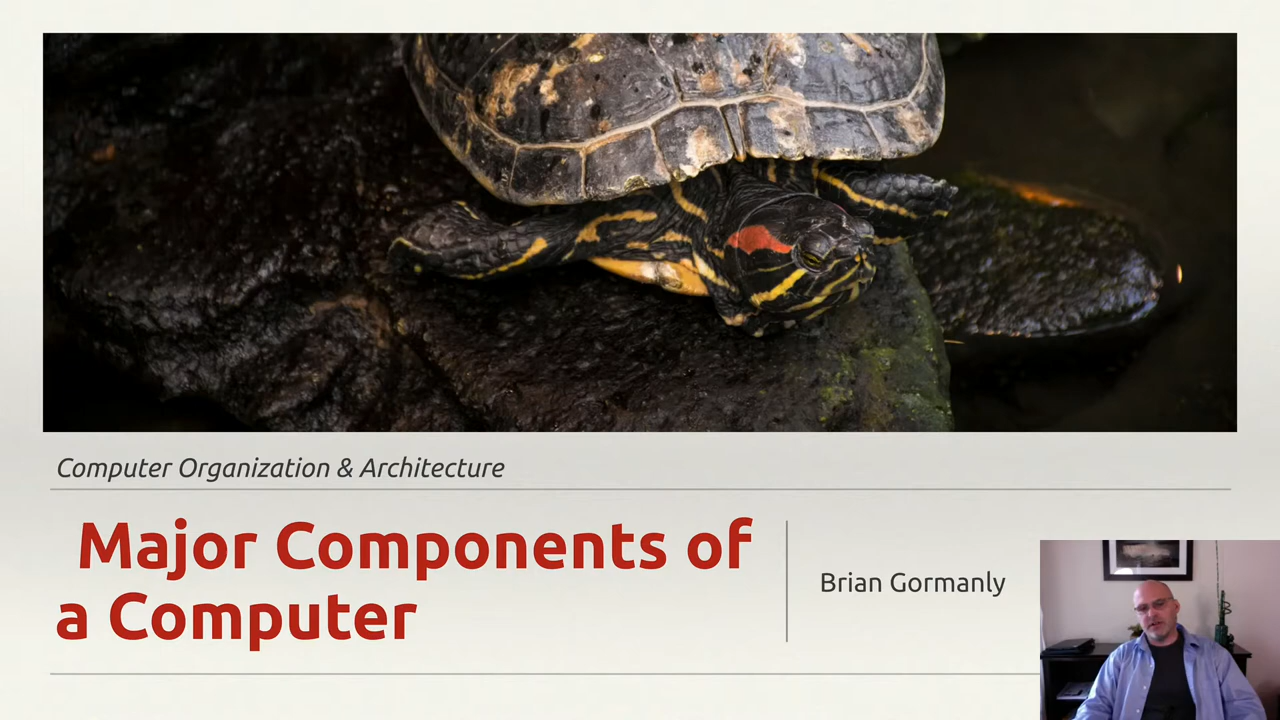 Computer Organization & Architecture
Major Components of
a Computer
Brian Gormanly